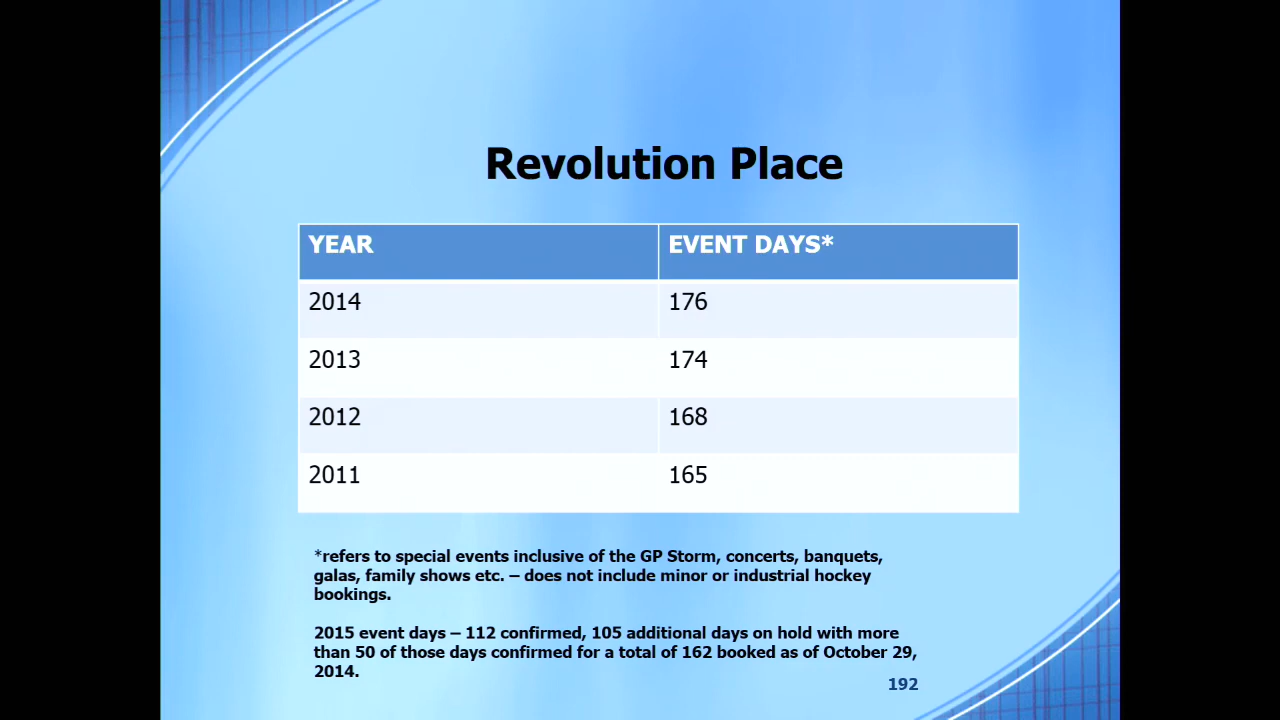 Revolution Place
YEAR EVENT DAYS*
2014 176
2013 174
2012 168
2011 165
*refers to special events inclusive of the GP Storm, concerts, banquets,
galas, family shows etc. – does not include minor or industrial hockey
bookings.
2015 event days – 112 confirmed, 105 additional days on hold with more
than 50 of those days confirmed for a total of 162 booked as of October 29,
2014.
192